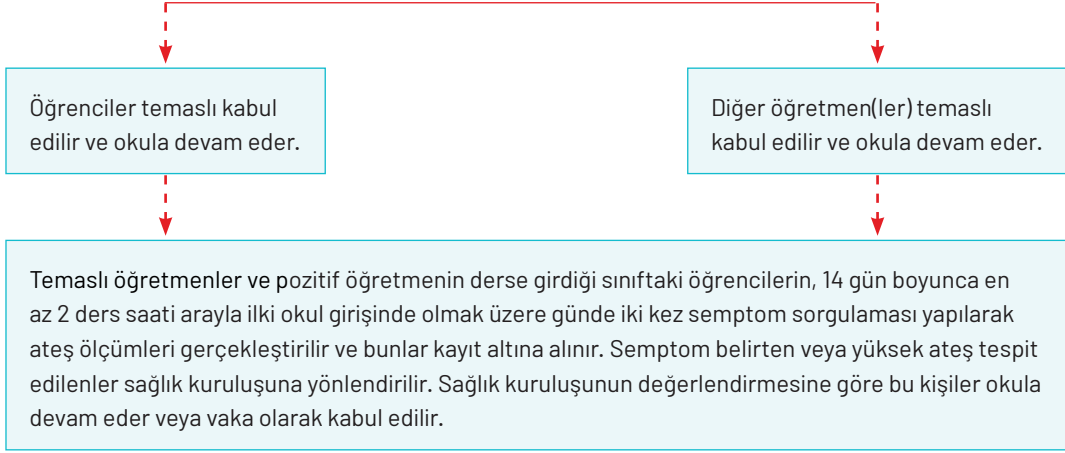 Öğrenciler temaslı kabul
edilir ve okula devam eder.
Diğer öğretmen(ler) temaslı
kabul edilir ve okula devam eder.
Temaslı öğretmenler ve pozitif öğretmenin derse girdiği sınıftaki öğrencilerin, 14 gün boyunca en
az 2 ders saati arayla ilki okul girişinde olmak üzere günde iki kez semptom sorgulaması yapılarak
ateş ölçümleri gerçekleştirilir ve bunlar kayıt altına alınır. Semptom belirten veya yüksek ateş tespit
edilenler sağlık kuruluşuna yönlendirilir. Sağlık kuruluşunun değerlendirmesine göre bu kişiler okula
devam eder veya vaka olarak kabul edilir.